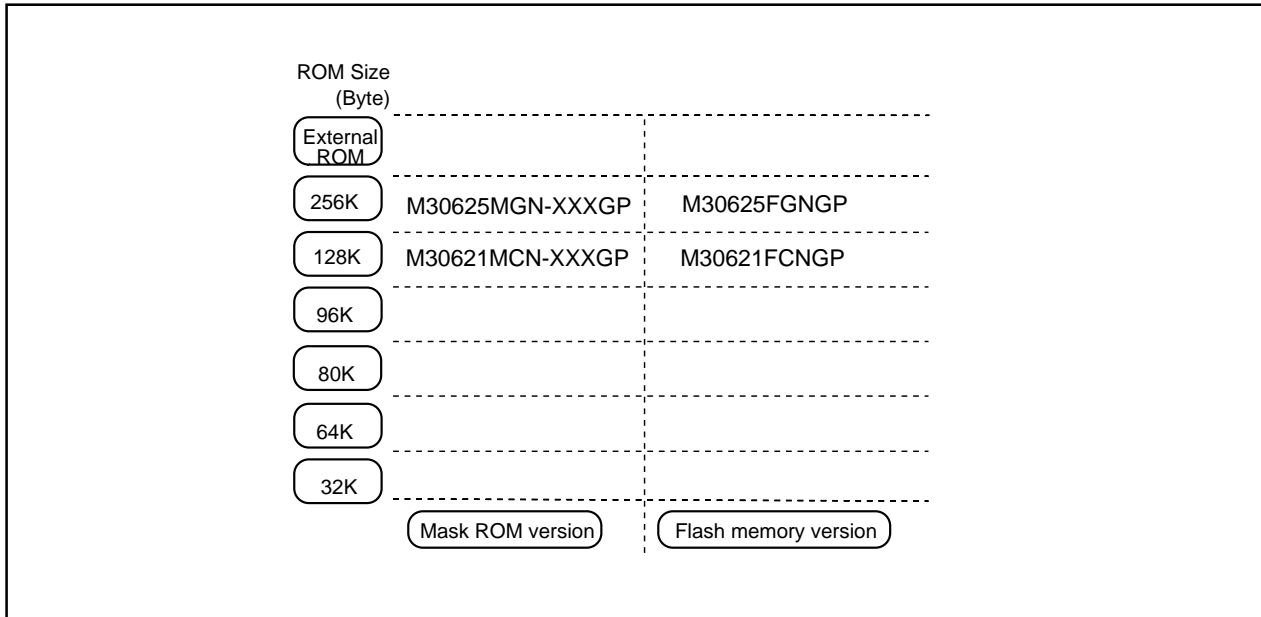 ROM Size
(Byte)
External
ROM
256K M30625MGN-XXXGP M30625FGNGP
128K M30621MCN-XXXGP M30621FCNGP
96K
80K
64K
32K
Mask ROM version Flash memory version